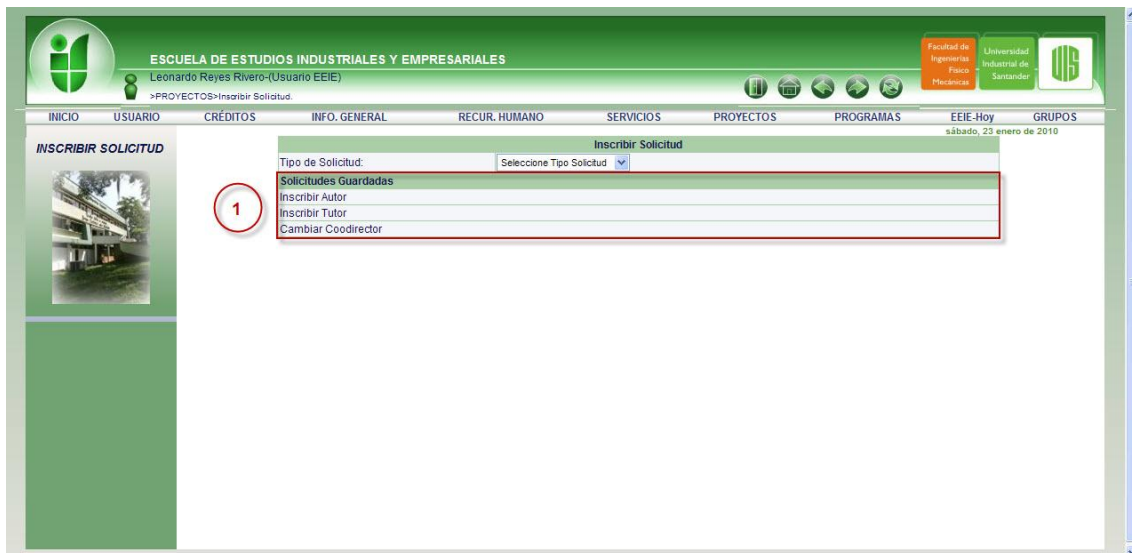 ESCUELA DE ESTUDIOS INDUSTRIALES Y EMPRESARIALES
Leonardo Reyes Rivero-(Usuario EEIE)
>PROYECTOS>Inscribir Solicitud.
Facultad de
Ingenierías
Físico
Mecánicas
Universidad
Industrial de
Santander
UIS
INICIO USUARIO CRÉDITOS INFO. GENERAL RECUR. HUMANO SERVICIOS PROYECTOS PROGRAMAS EEIE-Hoy GRUPOS
sábado, 23 enero de 2010
INSCRIBIR SOLICITUD
Inscribir Solicitud
Tipo de Solicitud: Seleccione Tipo Solicitud
Solicitudes Guardadas
Inscribir Autor
Inscribir Tutor
Cambiar Coodirector
1